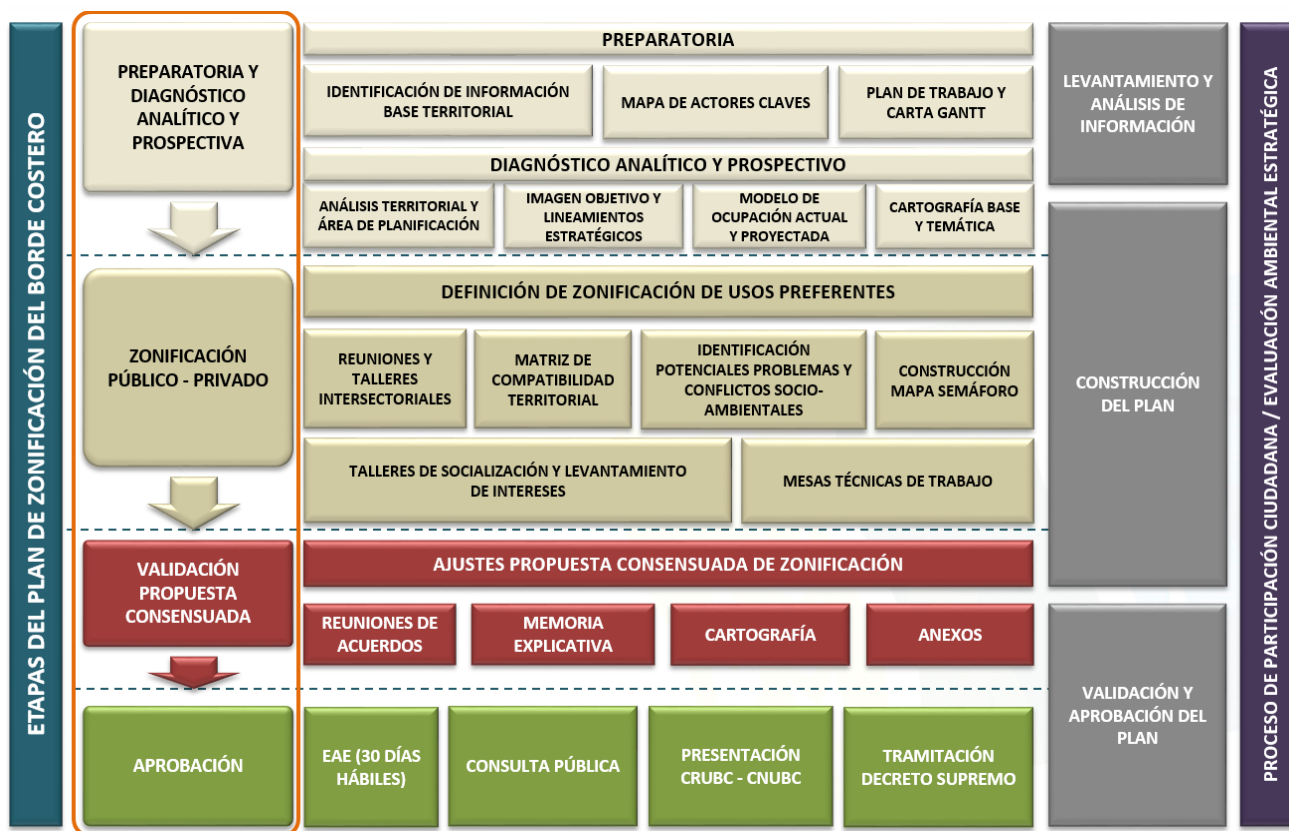 ETAPAS DEL PLAN DE ZONIFICACIÓN DEL BORDE COSTERO
PREPARATORIA Y
DIAGNÓSTICO
ANALÍTICO Y
PROSPECTIVA
PREPARATORIA
IDENTIFICACIÓN DE INFORMACIÓN
BASE TERRITORIAL
MAPA DE ACTORES CLAVES
PLAN DE TRABAJO Y
CARTA GANTT
DIAGNÓSTICO ANALÍTICO Y PROSPECTIVO
ANÁLISIS TERRITORIAL Y
ÁREA DE PLANIFICACIÓN
IMAGEN OBJETIVO Y
LINEAMIENTOS
ESTRATÉGICOS
MODELO DE
OCUPACIÓN ACTUAL
Y PROYECTADA
CARTOGRAFÍA BASE
Y TEMÁTICA
ZONIFICACIÓN
PÚBLICO - PRIVADO
DEFINICIÓN DE ZONIFICACIÓN DE USOS PREFERENTES
REUNIONES Y
TALLERES
INTERSECTORIALES
MATRIZ DE
COMPATIBILIDAD
TERRITORIAL
IDENTIFICACIÓN
POTENCIALES PROBLEMAS Y
CONFLICTOS SOCIO-
AMBIENTALES
CONSTRUCCIÓN
MAPA SEMÁFORO
TALLERES DE SOCIALIZACIÓN Y LEVANTAMIENTO
DE INTERESES
MESAS TÉCNICAS DE TRABAJO
VALIDACIÓN
PROPUESTA
CONSENSUADA
AJUSTES PROPUESTA CONSENSUADA DE ZONIFICACIÓN
REUNIONES DE
ACUERDOS
MEMORIA
EXPLICATIVA
CARTOGRAFÍA
ANEXOS
APROBACIÓN
EAE (30 DÍAS
HÁBILES)
CONSULTA PÚBLICA
PRESENTACIÓN
CRUBC - CNUBC
TRAMITACIÓN
DECRETO SUPREMO
LEVANTAMIENTO Y
ANÁLISIS DE
INFORMACIÓN
CONSTRUCCIÓN
DEL PLAN
VALIDACIÓN Y
APROBACIÓN DEL
PLAN
PROCESO DE PARTICIPACIÓN CIUDADANA / EVALUACIÓN AMBIENTAL ESTRATÉGICA